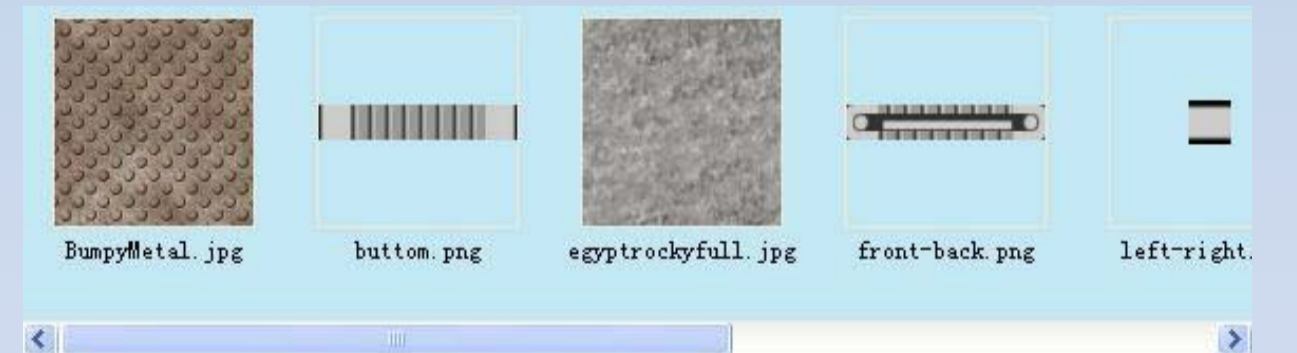 BumpyMetal.jpg
buttom.png
egyptrockyfull.jpg
front-back.png
left-right.